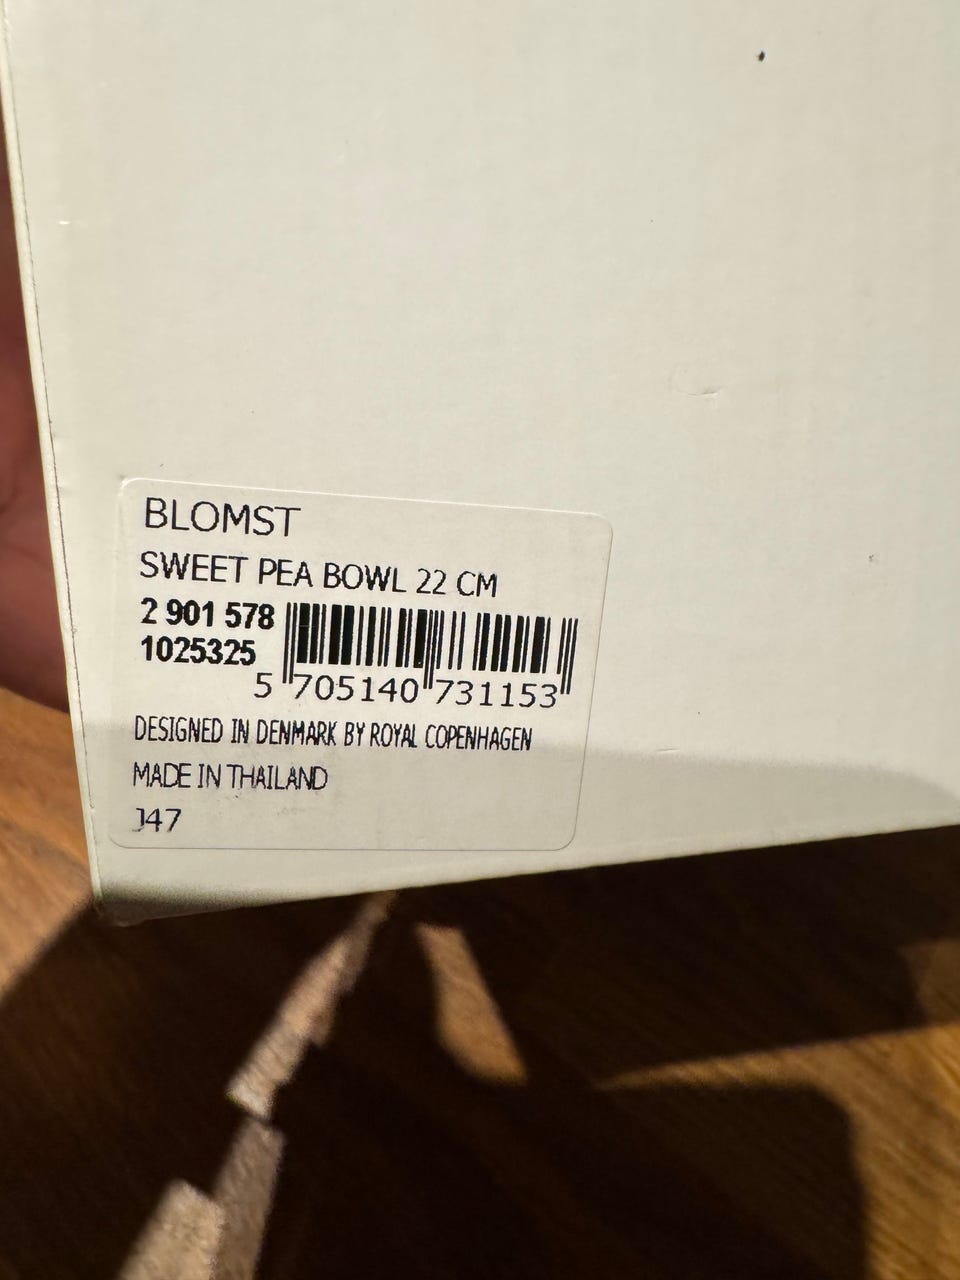 BLOMST
SWEET PEA BOWL 22 CM
2 901 578
1025325
5 705140 731153
DESIGNED IN DENMARK BY ROYAL COPENHAGEN
MADE IN THAILAND
J47